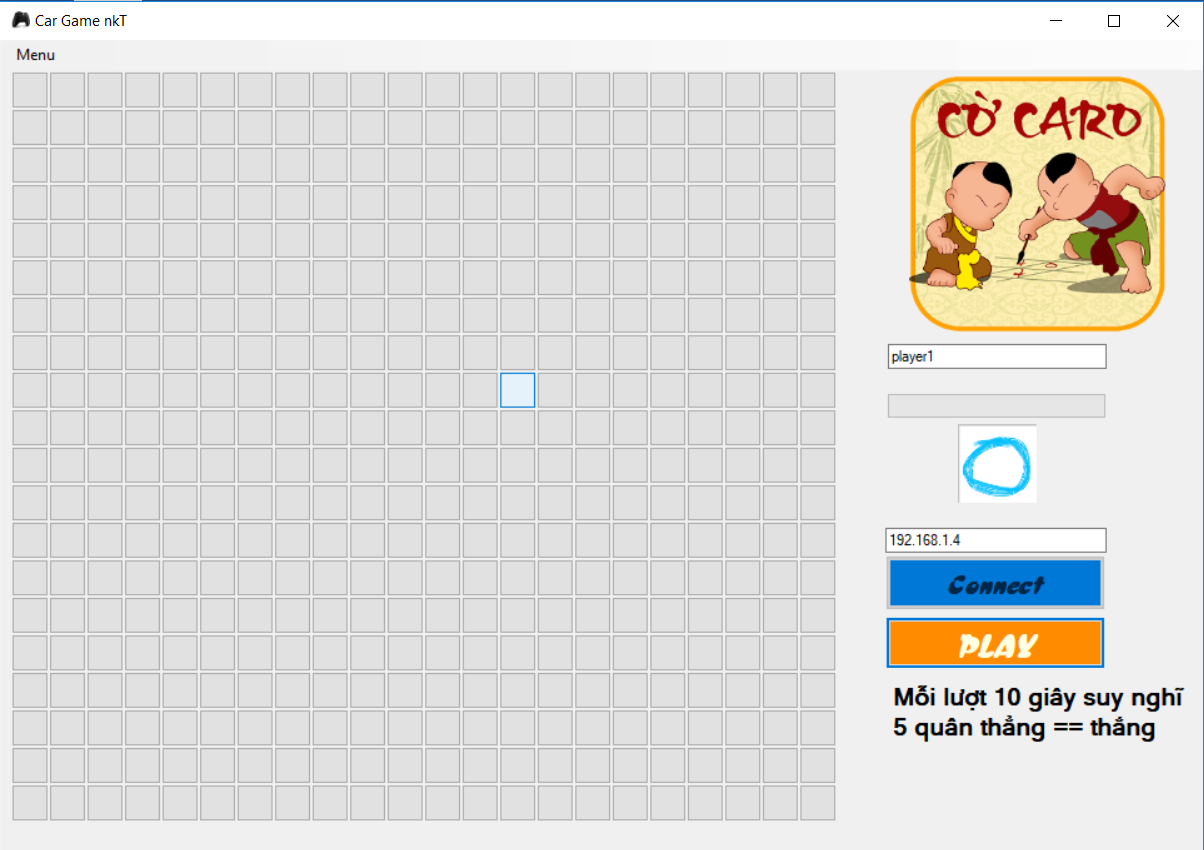 Car Game nkT
Menu
CỜ CARO
player1
192.168.1.4
Connect
PLAY
Mỗi lượt 10 giây suy nghĩ
5 quân thẳng == thắng